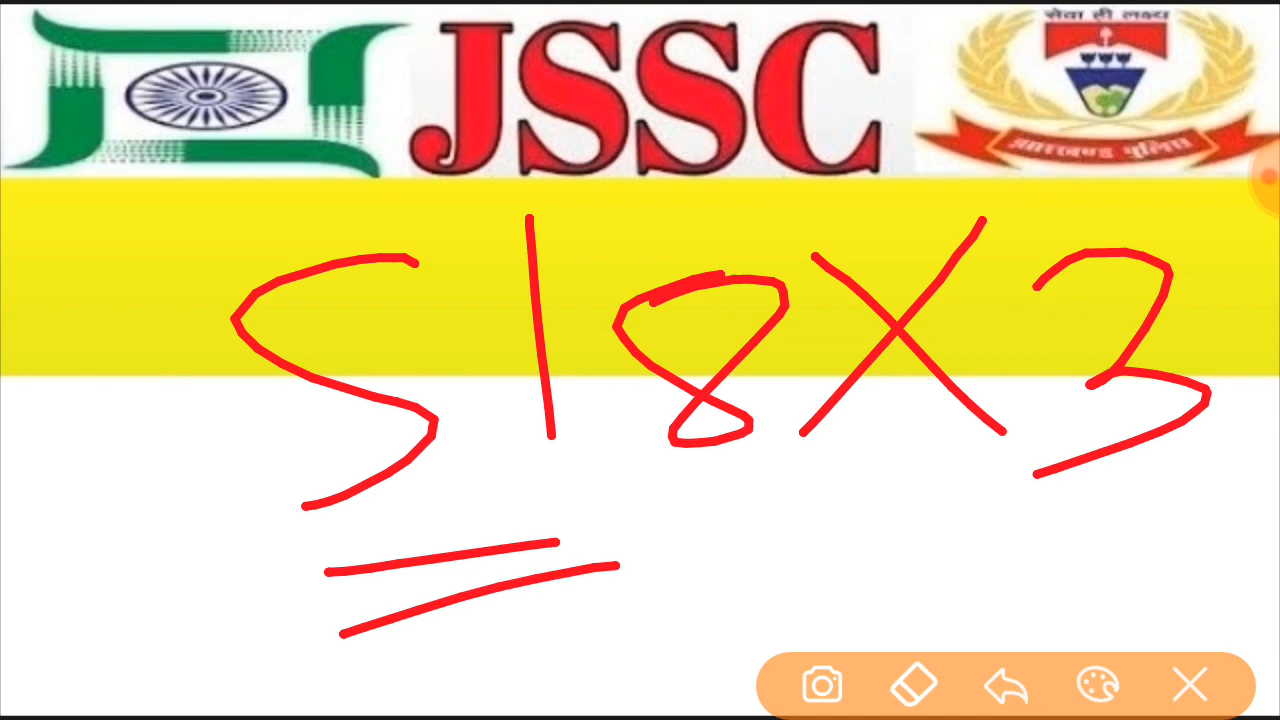 सेवा ही लक्ष्य
JSSC
झारखण्ड पुलिस
518X3
=